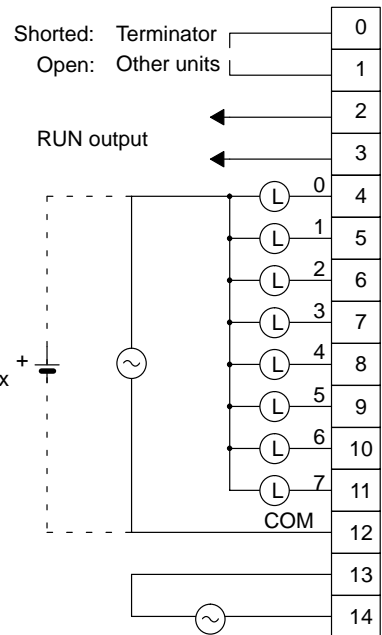 Shorted: Terminator
Open: Other units
RUN output
0
1
2
3
0 4
1 5
2 6
3 7
4 8
5 9
6 10
7 11
L
L
L
L
L
L
L
L
+
x
COM 12
13
14